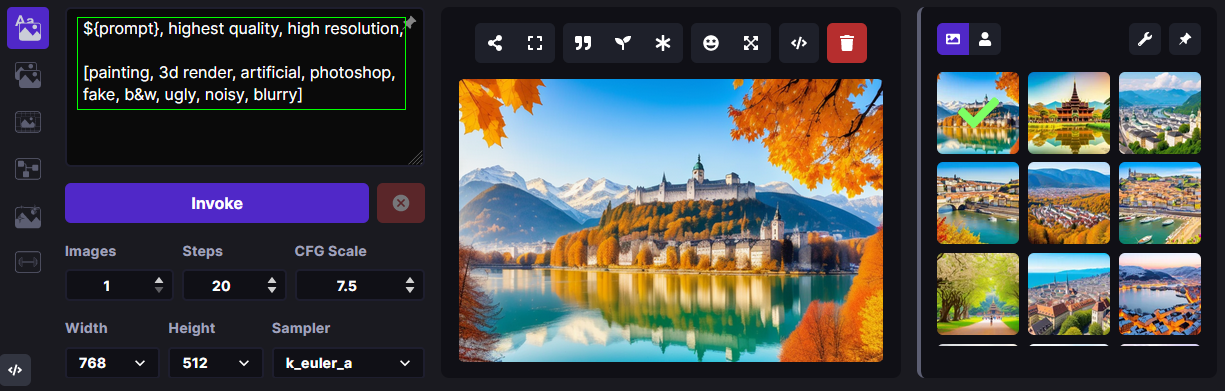 Aa
${prompt}, highest quality, high resolution,
[painting, 3d render, artificial, photoshop,
fake, b&w, ugly, noisy, blurry]
Invoke
Images Steps CFG Scale
1 20 7.5
Width Height Sampler
768 512 k_euler_a